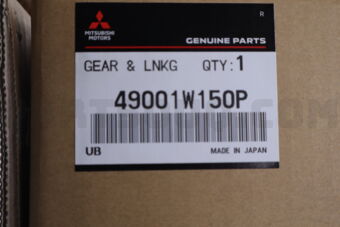 R
MITSUBISHI
MOTORS
GENUINE PARTS
GEAR & LNKG QTY:1
49001W150P
UB MADE IN JAPAN